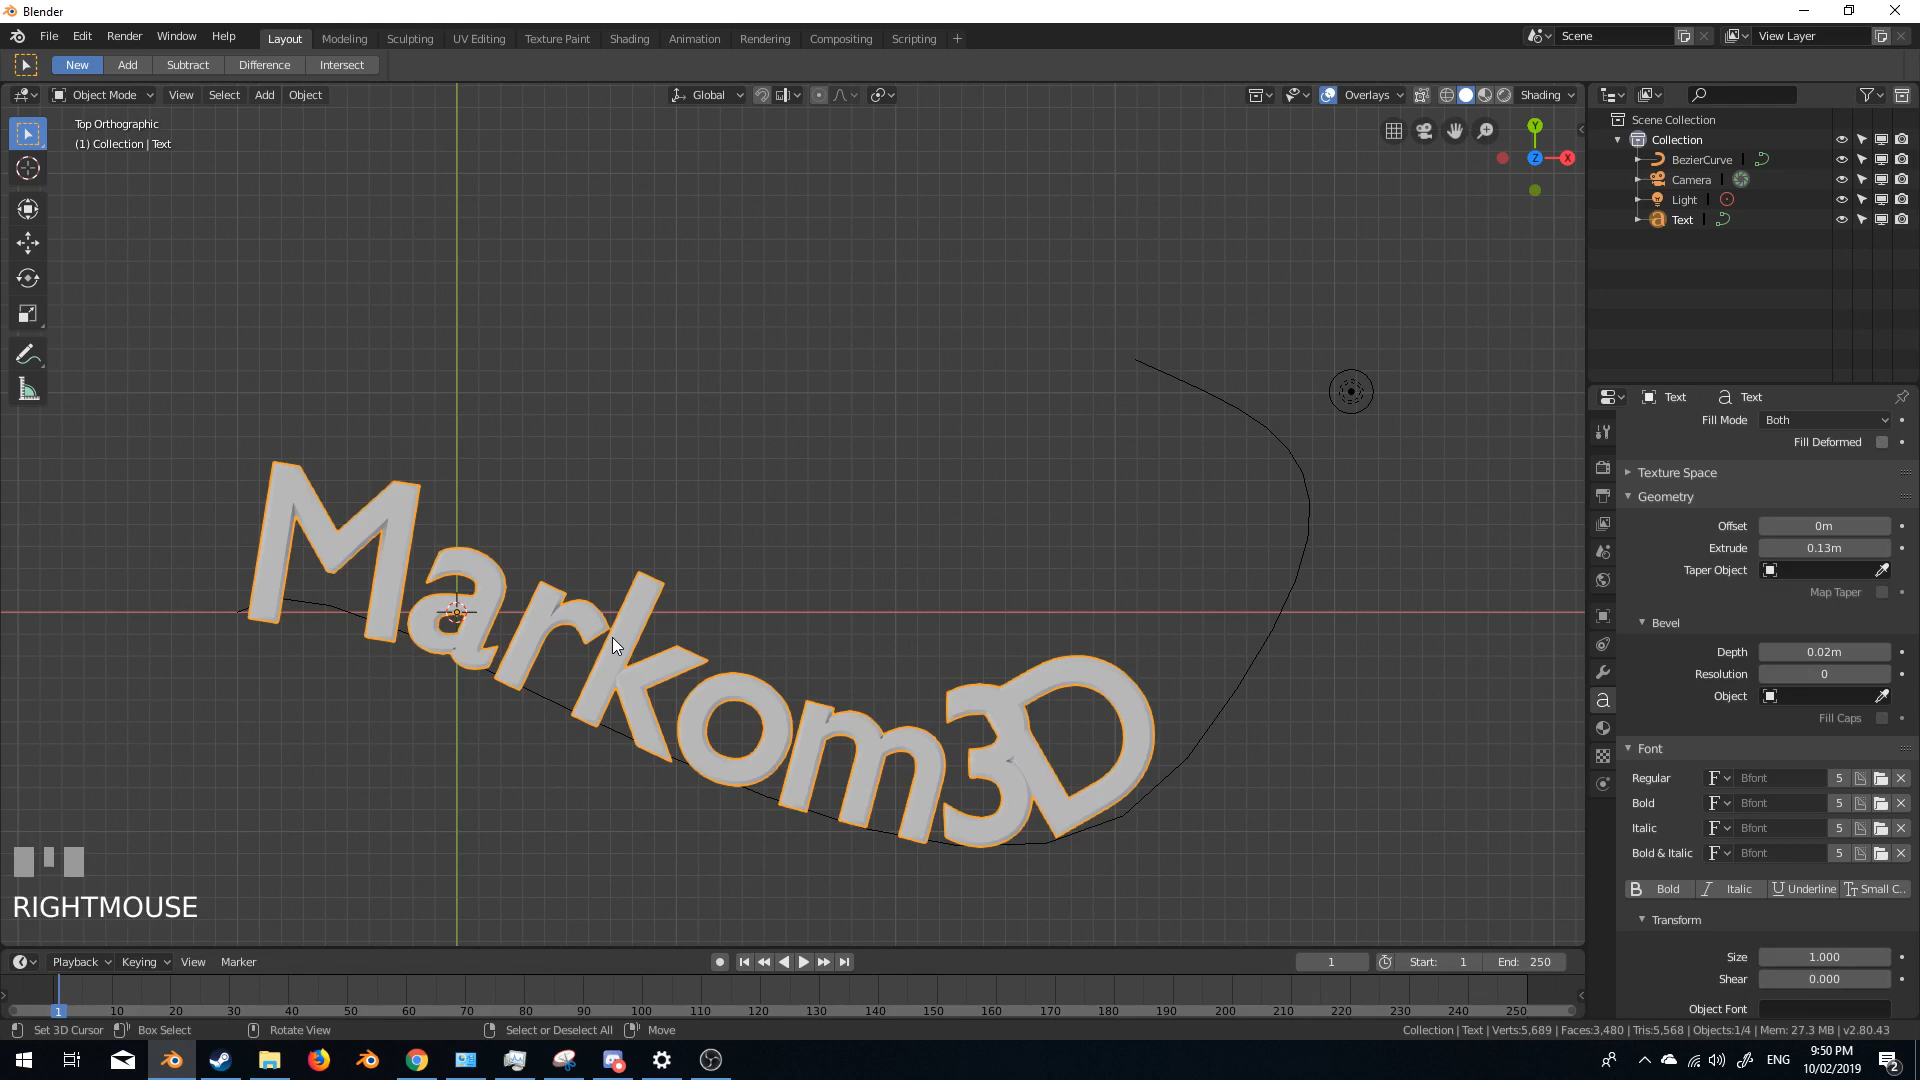 Blender
File Edit Render Window Help
Layout Modeling Sculpting UV Editing Texture Paint Shading Animation Rendering Compositing Scripting +
Scene
View Layer
New Add Subtract Difference Intersect
Object Mode View Select Add Object
Global
Overlays
Shading
Top Orthographic
(1) Collection | Text
Y
Z
X
Scene Collection
Collection
BezierCurve
Camera
Light
Text
Text
Text
Fill Mode Both
Fill Deformed
Texture Space
Geometry
Offset 0m
Extrude 0.13m
Taper Object
Map Taper
Bevel
Depth 0.02m
Resolution 0
Object
Fill Caps
Font
Regular F Bfont 5
Bold F Bfont 5
Italic F Bfont 5
Bold & Italic F Bfont 5
B Bold I Italic U Underline Tt Small C..
Transform
Size 1.000
Shear 0.000
Object Font
Markom3D
RIGHTMOUSE
Playback Keying View Marker
1
Start: 1
End: 250
1 10 20 30 40 50 60 70 80 90 100 110 120 130 140 150 160 170 180 190 200 210 220 230 240 250
Set 3D Cursor Box Select Rotate View Select or Deselect All Move
Collection | Text | Verts:5,689 | Faces:3,480 | Tris:5,568 | Objects:1/4 | Mem: 27.3 MB | v2.80.43
ENG
9:50 PM
10/02/2019
2